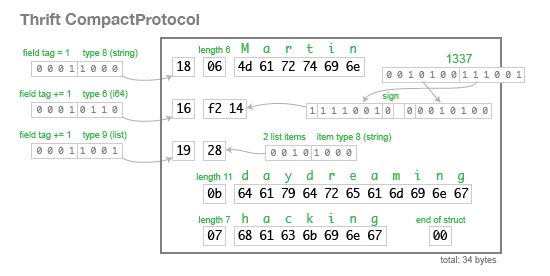 Thrift CompactProtocol
field tag = 1 type 8 (string)
0 0 0 1 1 0 0 0
length 6 M a r t i n
18 06 4d 61 72 74 69 6e
1337
0 0 1 0 1 0 0 1 1 1 0 0 1
field tag += 1 type 6 (i64)
0 0 0 1 0 1 1 0
sign
16 f2 14
1 1 1 1 0 0 1 0 0 0 0 1 0 1 0 0
field tag += 1 type 9 (list)
0 0 0 1 1 0 0 1
2 list items item type 8 (string)
19 28
0 0 1 0 1 0 0 0
length 11 d a y d r e a m i n g
0b 64 61 79 64 72 65 61 6d 69 6e 67
length 7 h a c k i n g
end of struct
07 68 61 63 6b 69 6e 67 00
total: 34 bytes